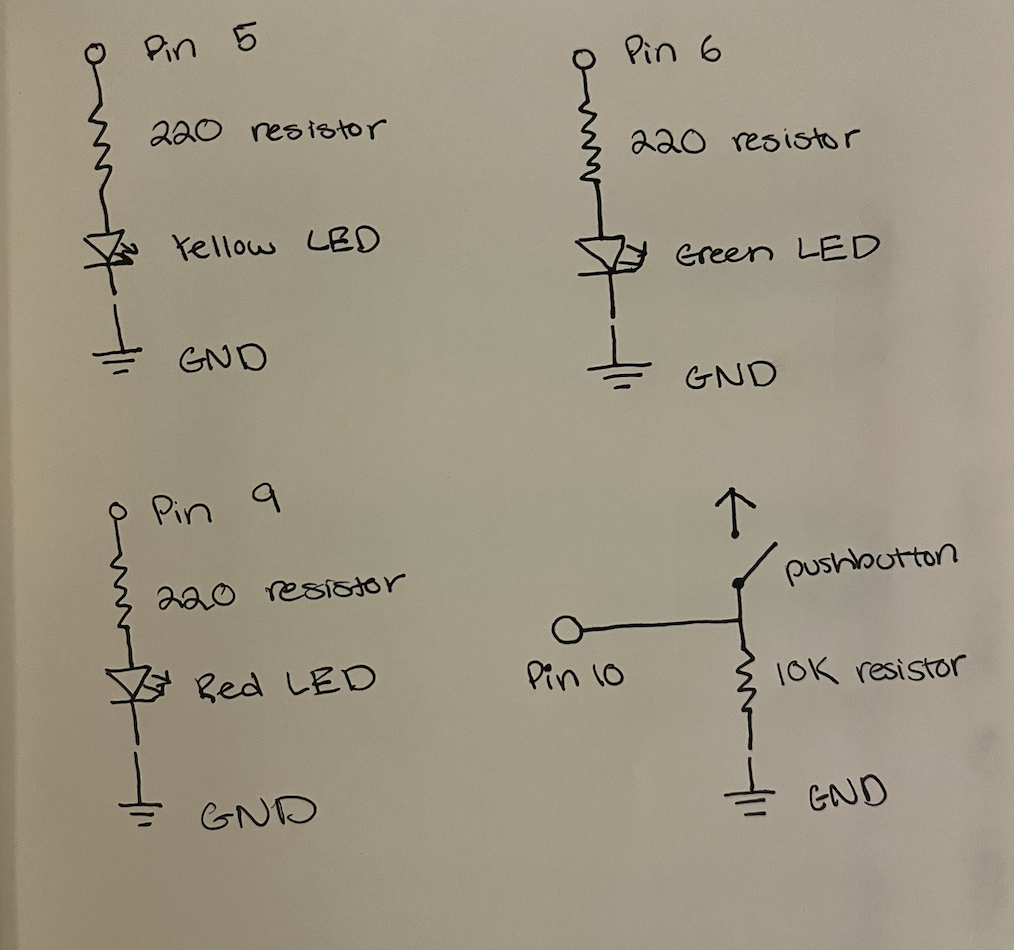 Pin 5
220 resistor
Yellow LED
GND
Pin 6
220 resistor
Green LED
GND
Pin 9
220 resistor
Red LED
GND
pushbutton
Pin 10
10K resistor
GND